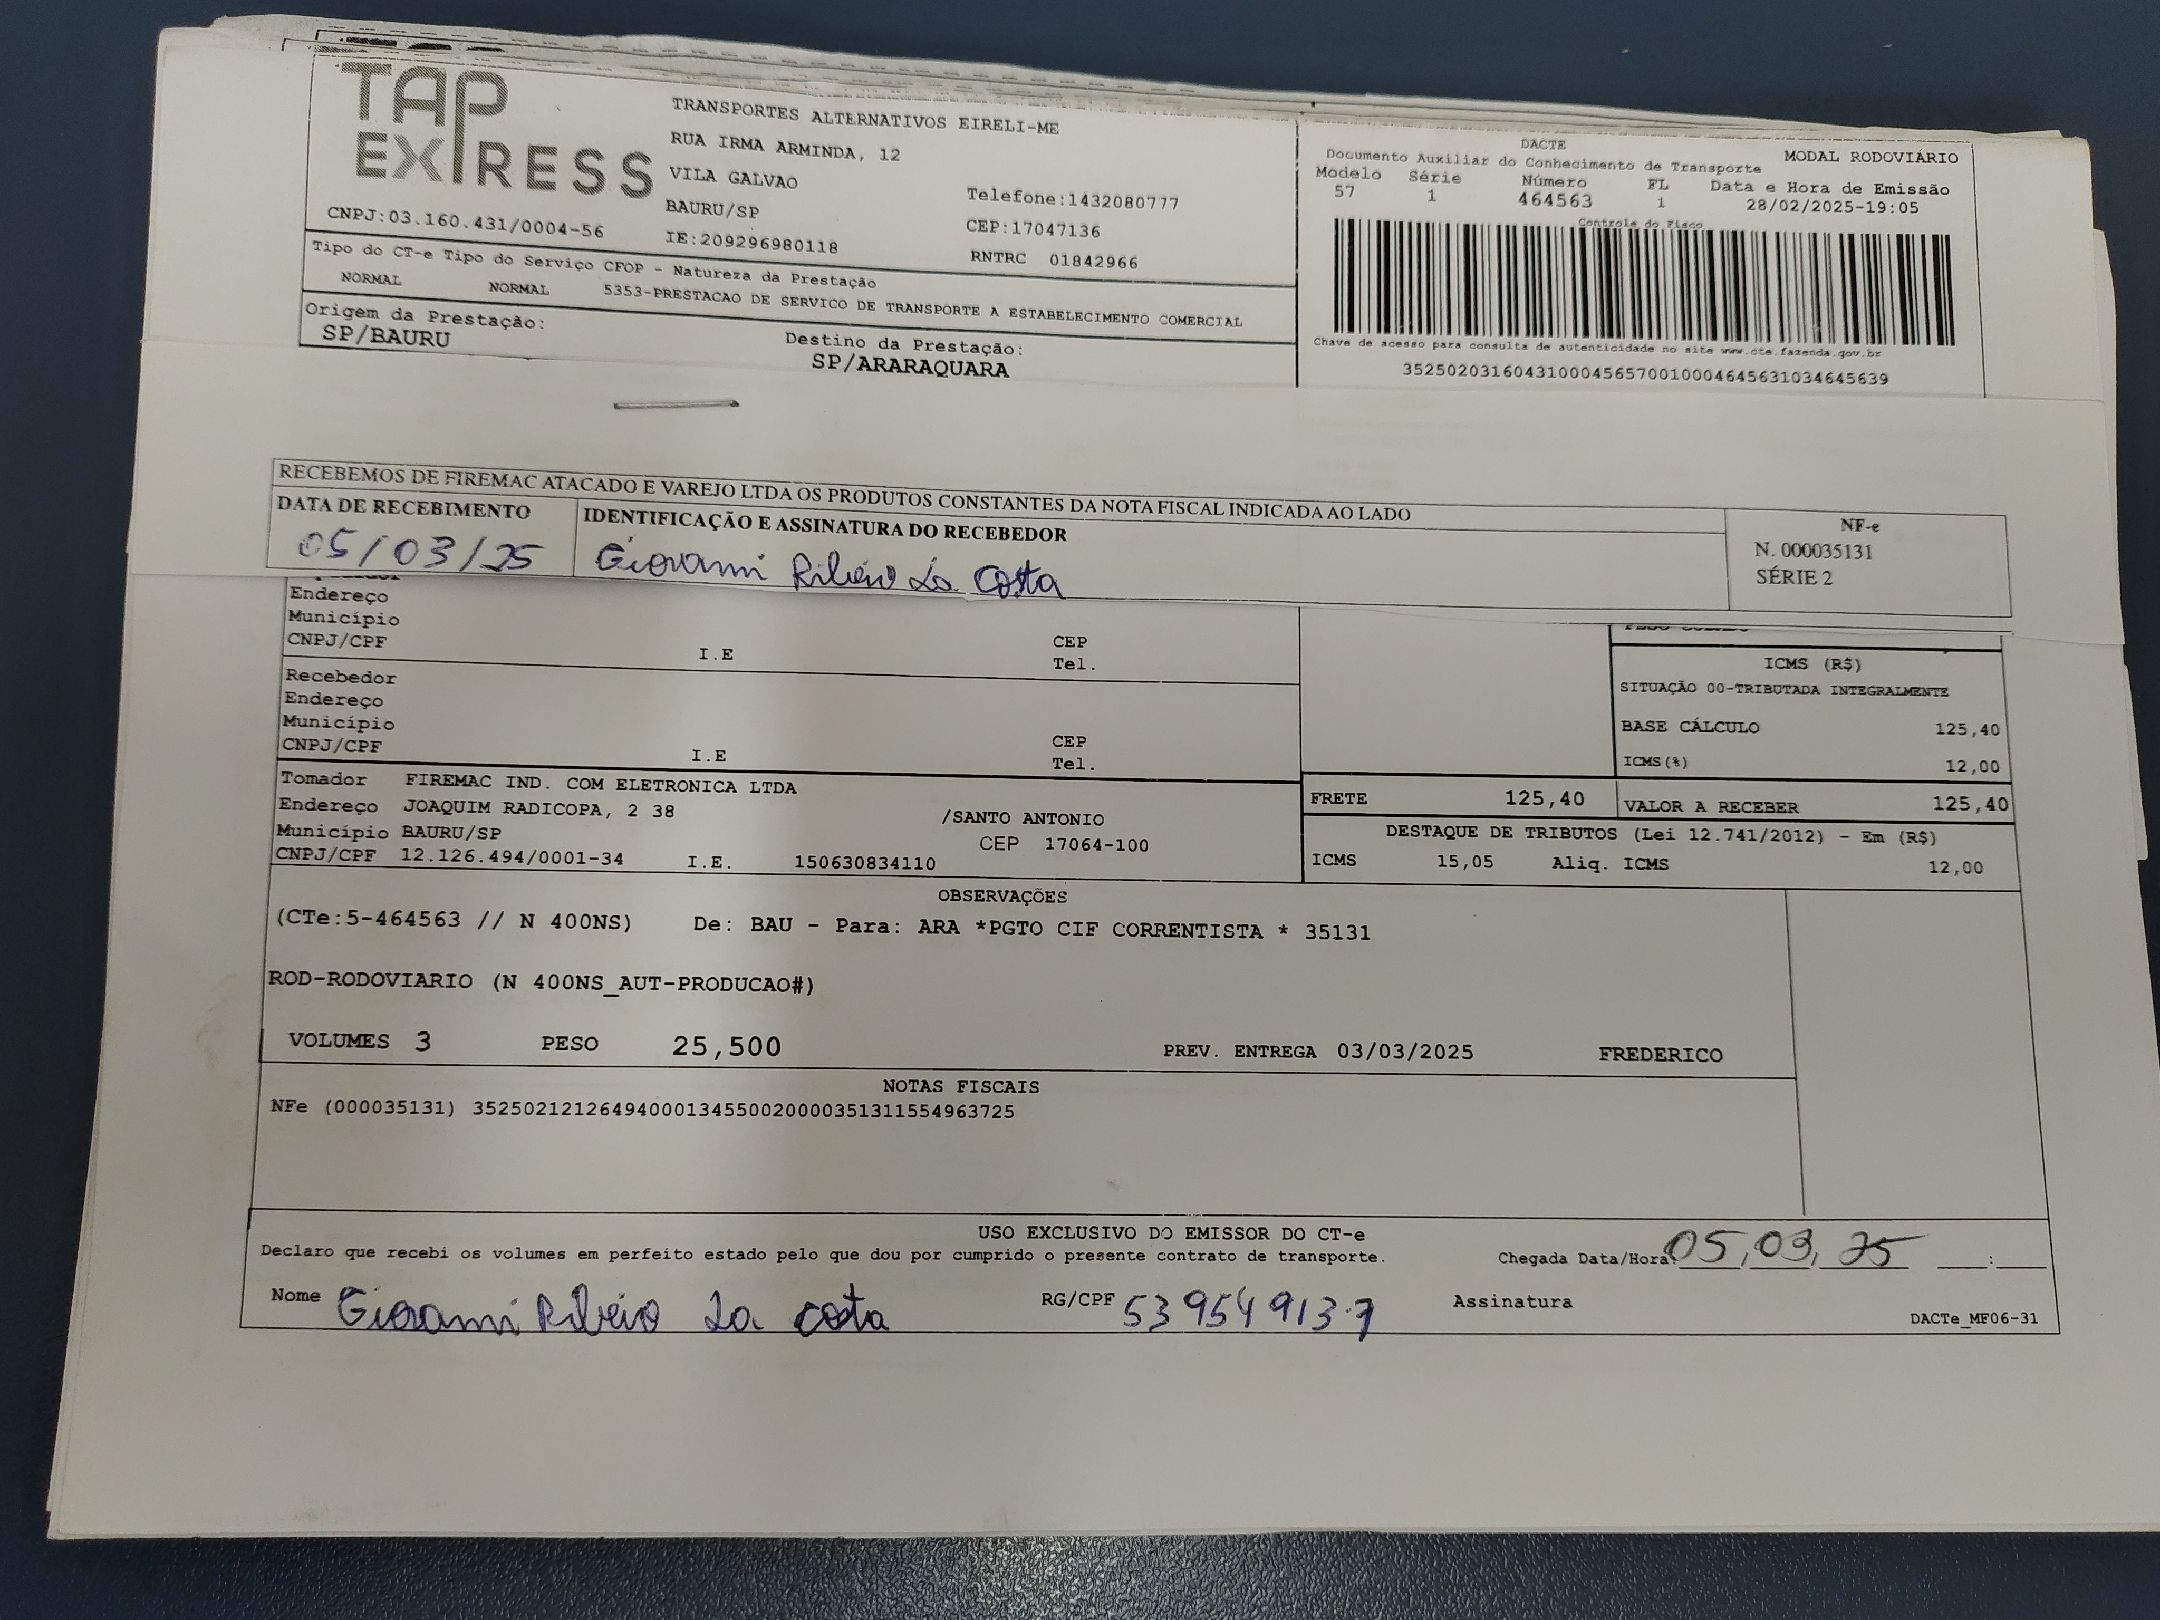 TAP
EXPRESS
TRANSPORTES ALTERNATIVOS EIRELI-ME
RUA IRMA ARMINDA, 12
VILA GALVAO
BAURU/SP
IE:209296980118
Telefone:1432080777
CEP:17047136
RNTRC 01842966
CNPJ:03.160.431/0004-56
Tipo do CT-e Tipo do Serviço CFOP - Natureza da Prestação
NORMAL NORMAL 5353-PRESTACAO DE SERVICO DE TRANSPORTE A ESTABELECIMENTO COMERCIAL
Origem da Prestação:
SP/BAURU
Destino da Prestação:
SP/ARARAQUARA
DACTE
Documento Auxiliar do Conhecimento de Transporte
MODAL RODOVIÁRIO
Modelo Série Número FL Data e Hora de Emissão
57 1 464563 1 28/02/2025-19:05
Controle do Fisco
Chave de acesso para consulta de autenticidade no site www.cte.fazenda.gov.br
35250203160431000456570010004645631034645639
RECEBEMOS DE FIREMAC ATACADO E VAREJO LTDA OS PRODUTOS CONSTANTES DA NOTA FISCAL INDICADA AO LADO
DATA DE RECEBIMENTO
05/03/25
IDENTIFICAÇÃO E ASSINATURA DO RECEBEDOR
Giovanni Ribeiro da Costa
NF-e
N. 000035131
SÉRIE 2
Endereço
Município
CNPJ/CPF I.E
CEP
Tel.
Recebedor
Endereço
Município
CNPJ/CPF I.E
CEP
Tel.
ICMS (R$)
SITUAÇÃO 00-TRIBUTADA INTEGRALMENTE
BASE CÁLCULO 125,40
ICMS(%) 12,00
Tomador FIREMAC IND. COM ELETRONICA LTDA
Endereço JOAQUIM RADICOPA, 2 38 /SANTO ANTONIO
Município BAURU/SP CEP 17064-100
CNPJ/CPF 12.126.494/0001-34 I.E. 150630834110
FRETE 125,40 VALOR A RECEBER 125,40
DESTAQUE DE TRIBUTOS (Lei 12.741/2012) - Em (R$)
ICMS 15,05 Aliq. ICMS 12,00
OBSERVAÇÕES
(CTe:5-464563 // N 400NS) De: BAU - Para: ARA *PGTO CIF CORRENTISTA * 35131
ROD-RODOVIARIO (N 400NS_AUT-PRODUCAO#)
VOLUMES 3 PESO 25,500 PREV. ENTREGA 03/03/2025 FREDERICO
NOTAS FISCAIS
NFe (000035131) 35250212126494000134550020000351311554963725
USO EXCLUSIVO DO EMISSOR DO CT-e
Declaro que recebi os volumes em perfeito estado pelo que dou por cumprido o presente contrato de transporte.
Chegada Data/Hora 05,03,25 :
Nome Giovanni Ribeiro da costa RG/CPF 53954913-7 Assinatura
DACTe_MF06-31